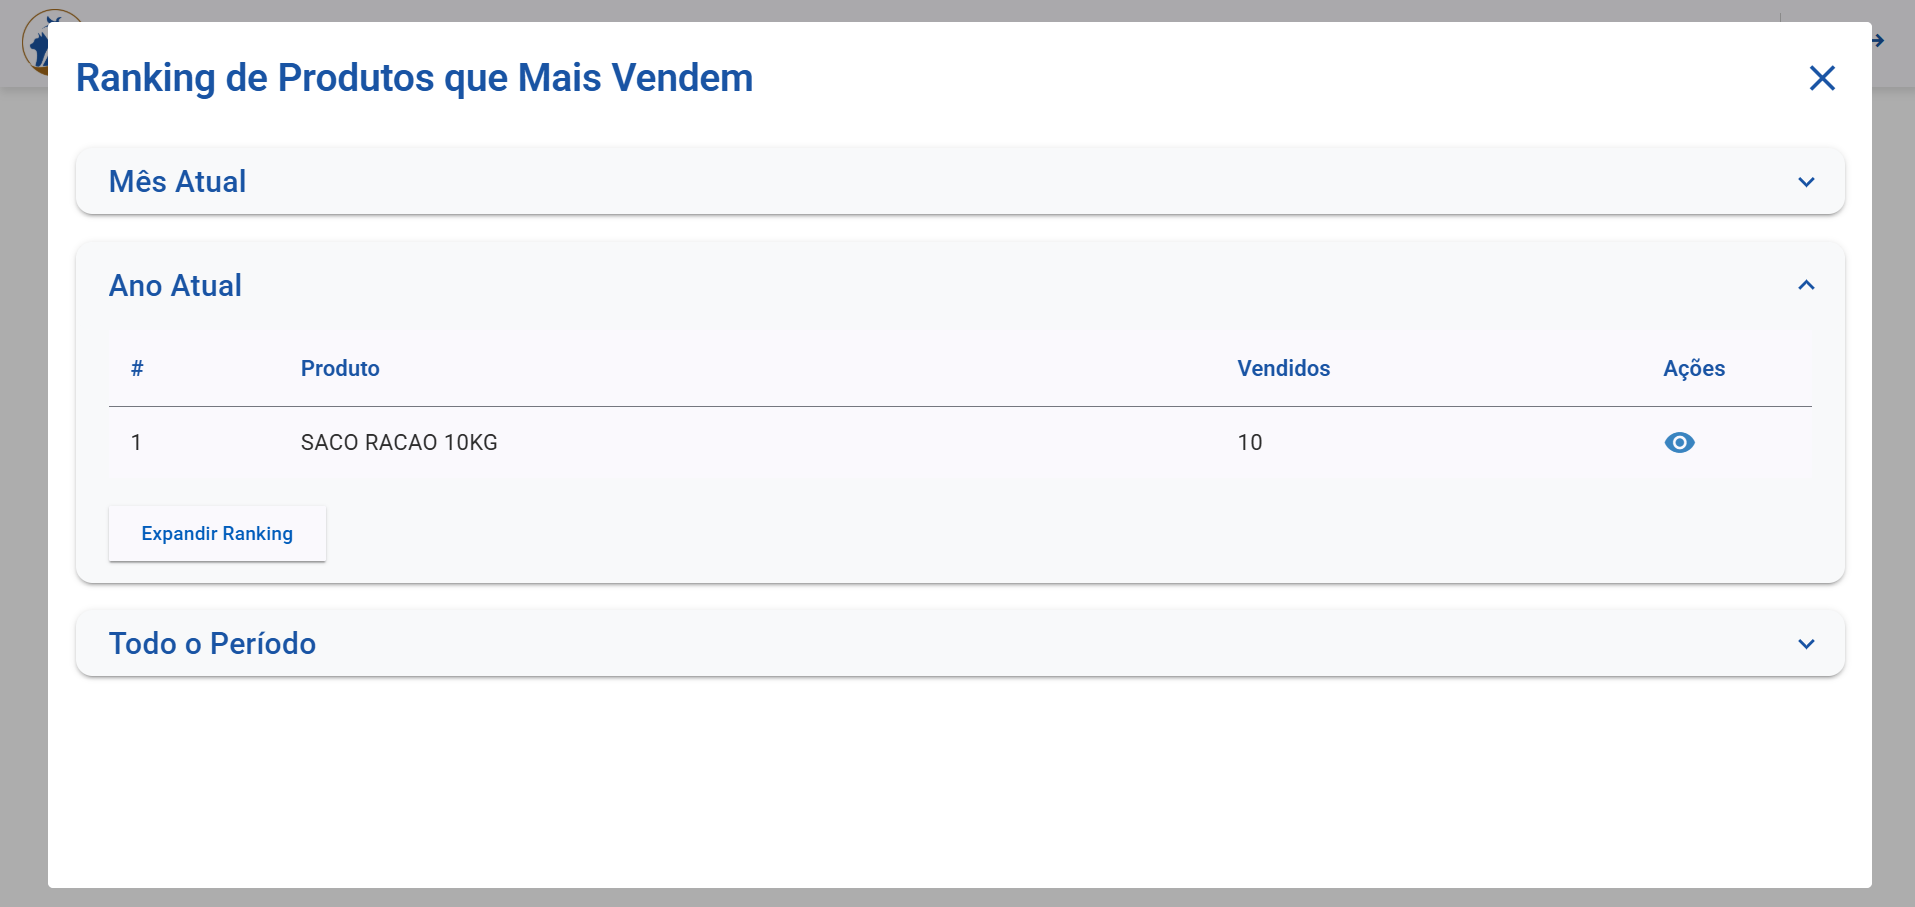 Ranking de Produtos que Mais Vendem
Mês Atual
Ano Atual
# Produto Vendidos Ações
1 SACO RACAO 10KG 10
Expandir Ranking
Todo o Período